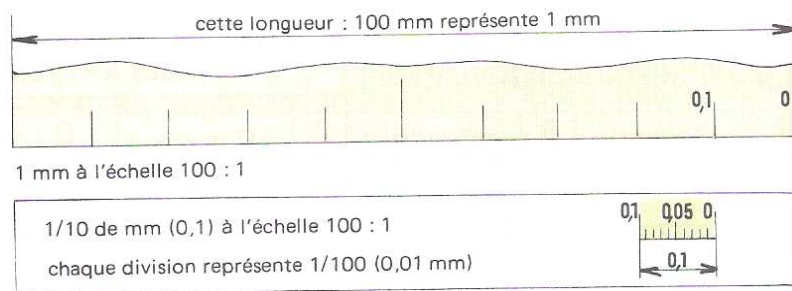 cette longueur : 100 mm représente 1 mm
0,1 0
1 mm à l'échelle 100 : 1
1/10 de mm (0,1) à l'échelle 100 : 1
0,1 0,05 0
chaque division représente 1/100 (0,01 mm)
0,1